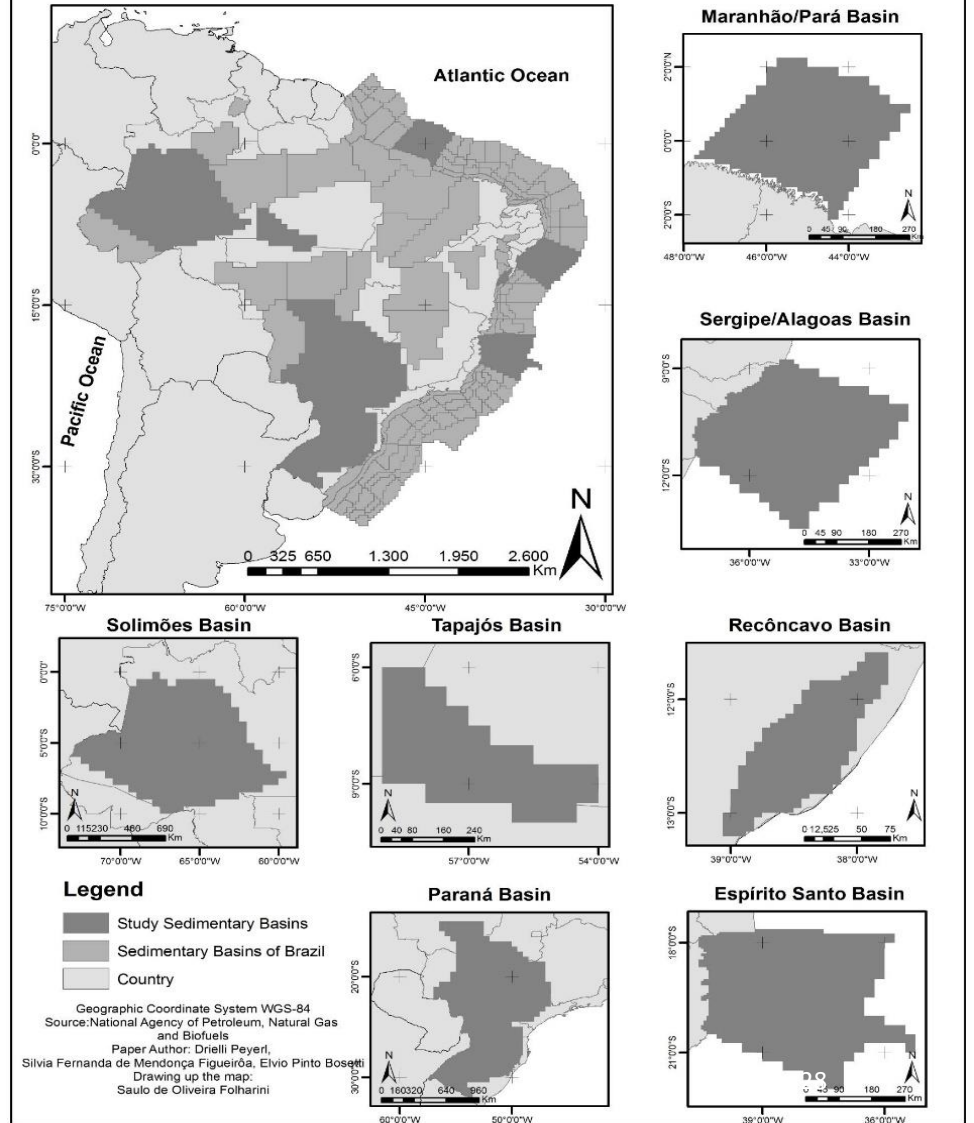 Atlantic Ocean
Pacific Ocean
0°0'0"
15°0'0"S
30°0'0"S
N
0 325 650 1.300 1.950 2.600
Km
75°0'0"W 60°0'0"W 45°0'0"W 30°0'0"W
Maranhão/Pará Basin
2°0'0"N
0°0'0"
2°0'0"S
N
0 45 90 180 270
Km
48°0'0"W 46°0'0"W 44°0'0"W
Sergipe/Alagoas Basin
9°0'0"S
12°0'0"S
N
0 45 90 180 270
Km
36°0'0"W 33°0'0"W
Solimões Basin
0°0'0"
5°0'0"S
10°0'0"S
N
0 115230 460 690
Km
70°0'0"W 65°0'0"W 60°0'0"W
Tapajós Basin
6°0'0"S
9°0'0"S
N
0 40 80 160 240
Km
57°0'0"W 54°0'0"W
Recôncavo Basin
12°0'0"S
13°0'0"S
N
0 12,525 50 75
Km
39°0'0"W 38°0'0"W
Legend
Study Sedimentary Basins
Sedimentary Basins of Brazil
Country
Geographic Coordinate System WGS-84
Source:National Agency of Petroleum, Natural Gas
and Biofuels
Paper Author: Drielli Peyerl,
Silvia Fernanda de Mendonça Figueirôa, Elvio Pinto Bosetti
Drawing up the map:
Saulo de Oliveira Folharini
Paraná Basin
20°0'0"S
30°0'0"S
N
0 160320 640 960
Km
60°0'0"W 50°0'0"W
Espírito Santo Basin
18°0'0"S
21°0'0"S
N
98
0 45 90 180 270
Km
39°0'0"W 36°0'0"W